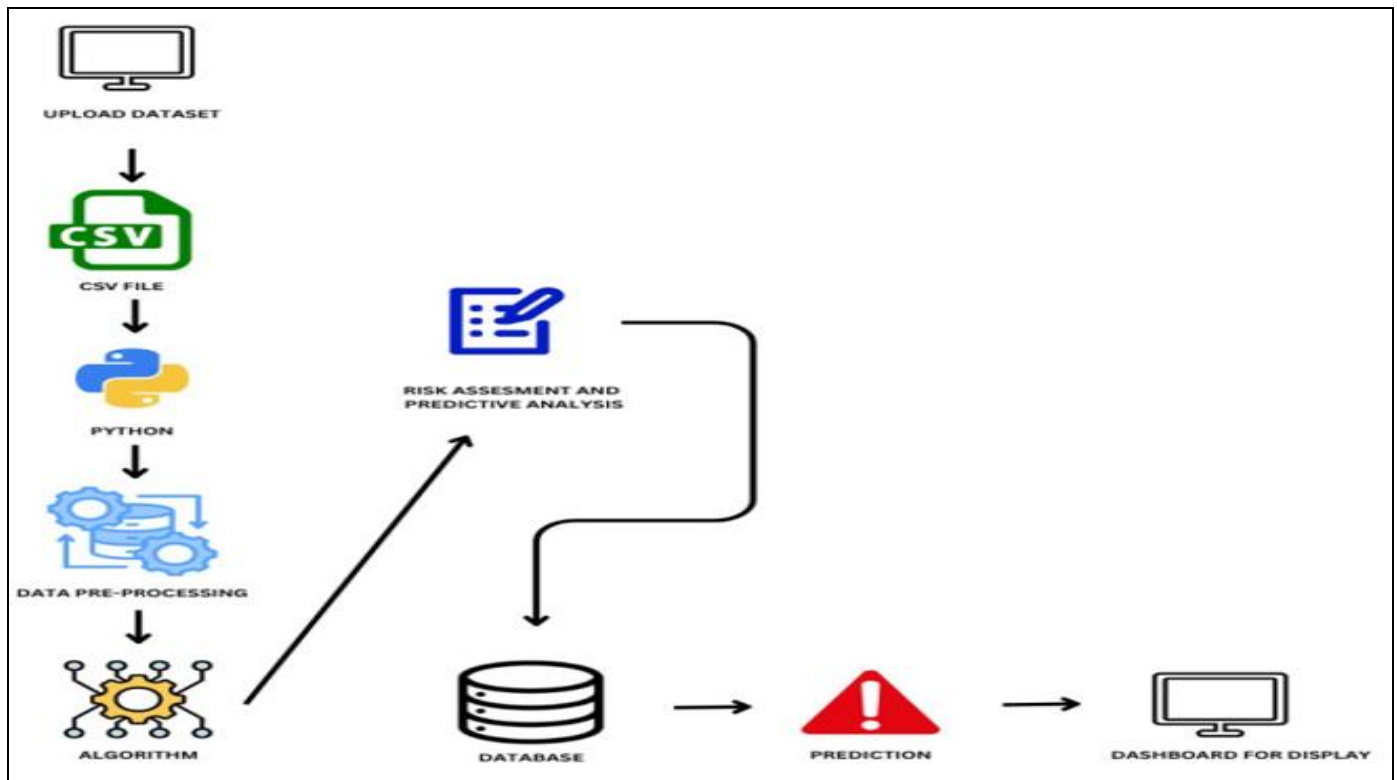 UPLOAD DATASET
CSV
CSV FILE
PYTHON
DATA PRE-PROCESSING
ALGORITHM
RISK ASSESMENT AND
PREDICTIVE ANALYSIS
DATABASE
PREDICTION
DASHBOARD FOR DISPLAY